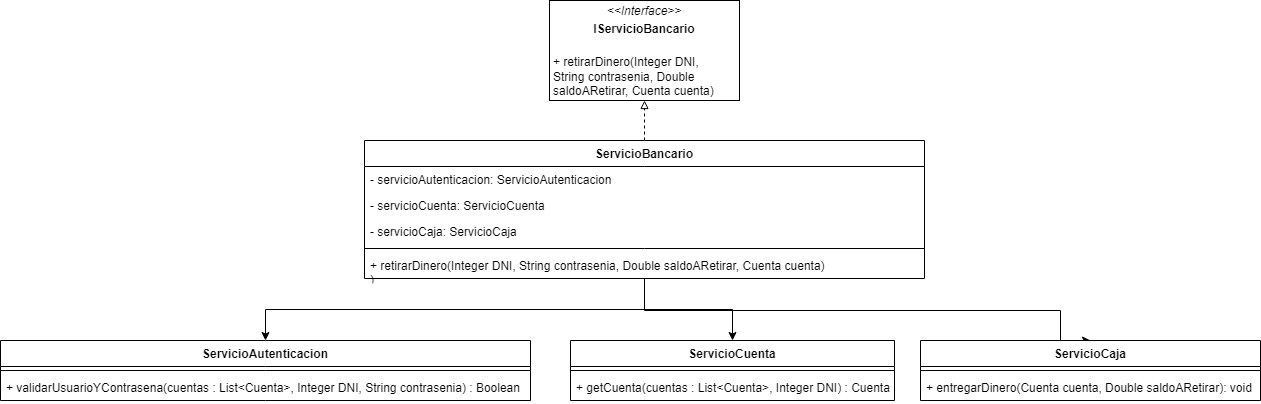 <<Interface>>
IServicioBancario
+ retirarDinero(Integer DNI,
String contrasenia, Double
saldoARetirar, Cuenta cuenta)
ServicioBancario
- servicioAutenticacion: ServicioAutenticacion
- servicioCuenta: ServicioCuenta
- servicioCaja: ServicioCaja
+ retirarDinero(Integer DNI, String contrasenia, Double saldoARetirar, Cuenta cuenta)
)
ServicioAutenticacion
+ validarUsuarioYContrasena(cuentas : List<Cuenta>, Integer DNI, String contrasenia) : Boolean
ServicioCuenta
+ getCuenta(cuentas : List<Cuenta>, Integer DNI) : Cuenta
ServicioCaja
+ entregarDinero(Cuenta cuenta, Double saldoARetirar): void